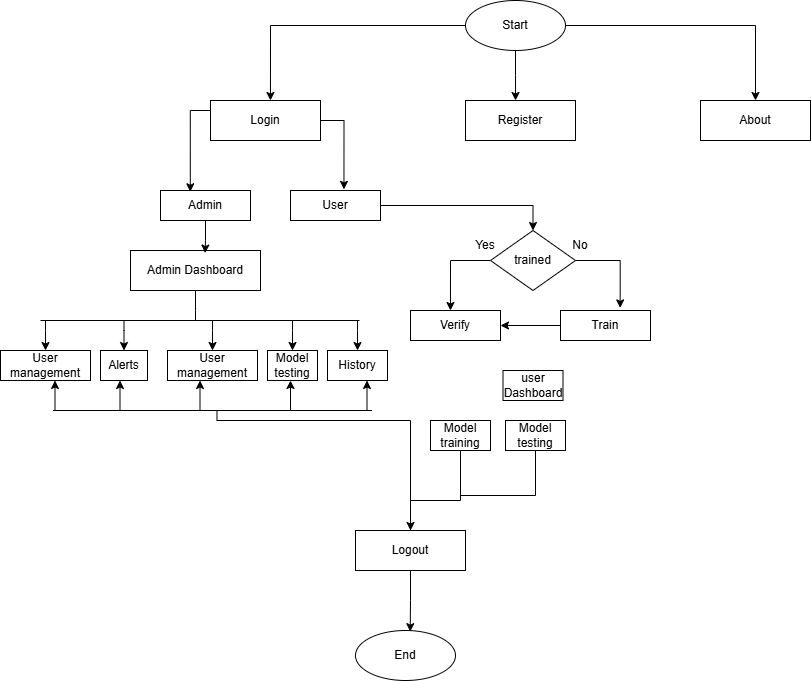 Start
Login
Register
About
Admin
User
Yes
No
trained
Admin Dashboard
Verify
Train
User
management
Alerts
User
management
Model
testing
History
user
Dashboard
Model
training
Model
testing
Logout
End